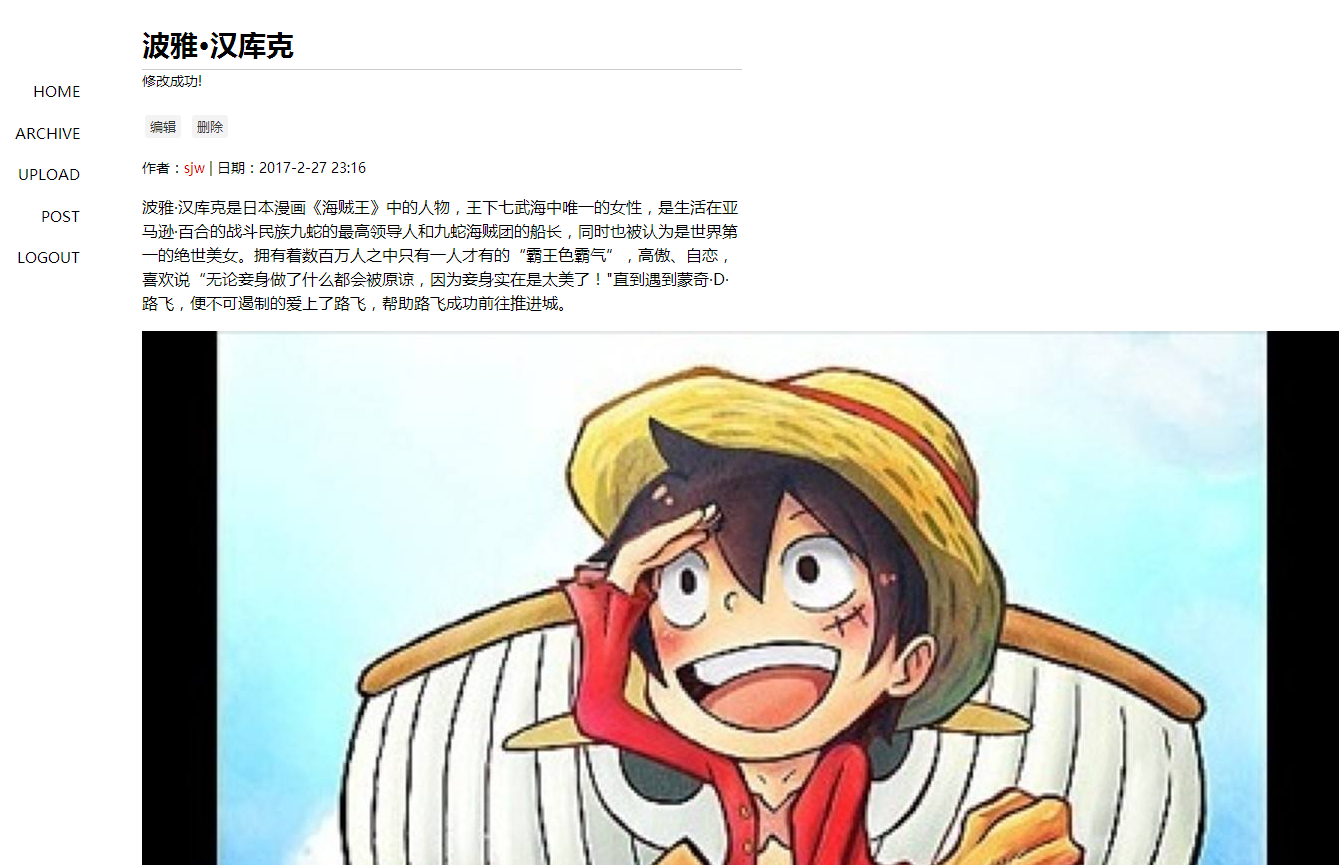 波雅•汉库克
修改成功!
HOME
ARCHIVE
UPLOAD
POST
LOGOUT
编辑 删除
作者：sjw | 日期：2017-2-27 23:16
波雅·汉库克是日本漫画《海贼王》中的人物，王下七武海中唯一的女性，是生活在亚
马逊·百合的战斗民族九蛇的最高领导人和九蛇海贼团的船长，同时也被认为是世界第
一的绝世美女。拥有着数百万人之中只有一人才有的“霸王色霸气”，高傲、自恋，
喜欢说“无论妾身做了什么都会被原谅，因为妾身实在是太美了！"直到遇到蒙奇·D·
路飞，便不可遏制的爱上了路飞，帮助路飞成功前往推进城。